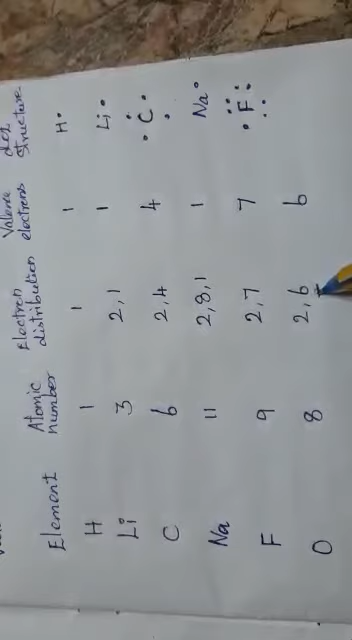 Element Atomic number Electron distribution Valence electrons Dot structure
H 1 1 1 H•
Li 3 2,1 1 Li•
C 6 2,4 4 C
Na 11 2,8,1 1 Na•
F 9 2,7 7 F
O 8 2,6 6